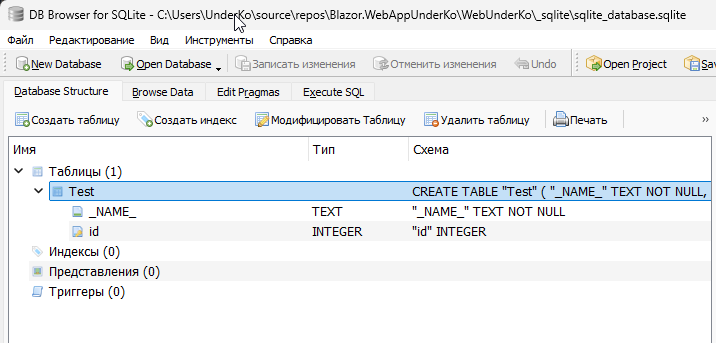 DB Browser for SQLite - C:\Users\UnderKo\source\repos\Blazor.WebAppUnderKo\WebUnderKo\_sqlite\sqlite_database.sqlite
Файл Редактирование Вид Инструменты Справка
New Database Open Database Записать изменения Отменить изменения Undo Open Project Sav
Database Structure Browse Data Edit Pragmas Execute SQL
Создать таблицу Создать индекс Модифицировать Таблицу Удалить таблицу Печать »
Имя Тип Схема
Таблицы (1)
Test CREATE TABLE "Test" ( "_NAME_" TEXT NOT NULL,
_NAME_ TEXT "_NAME_" TEXT NOT NULL
id INTEGER "id" INTEGER
Индексы (0)
Представления (0)
Триггеры (0)